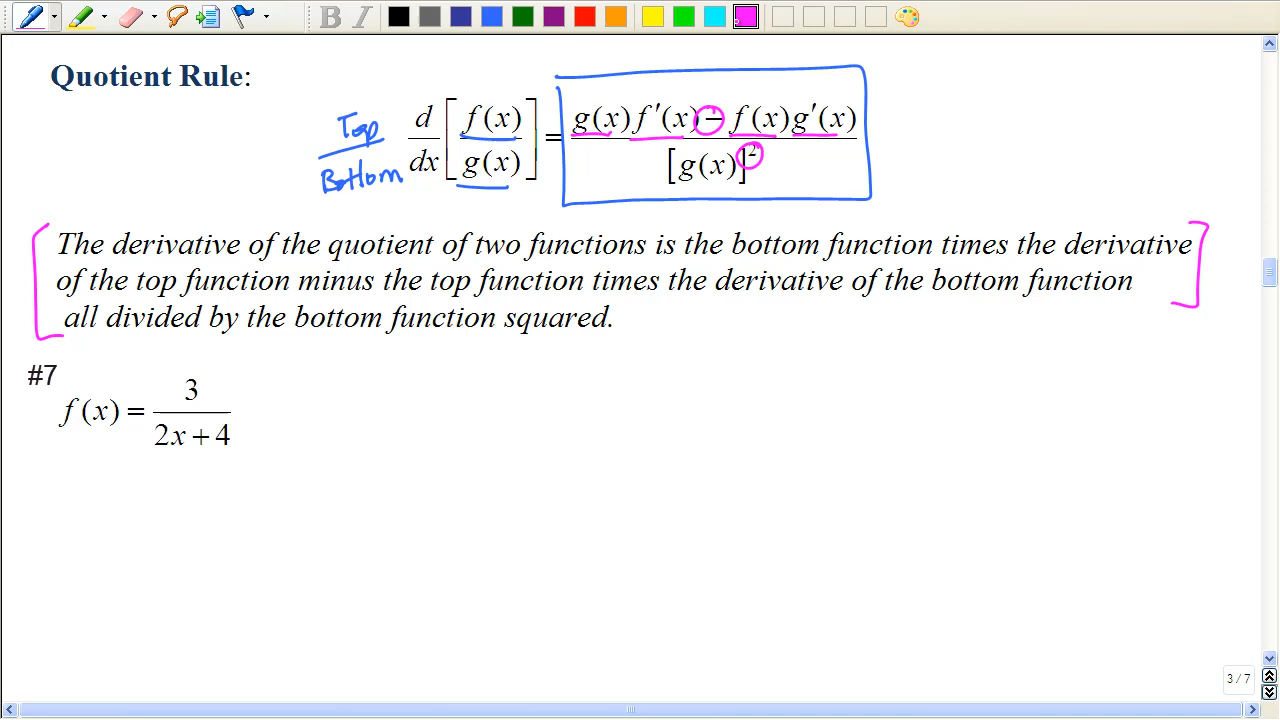 B I
Quotient Rule:
Top
Bottom
d/dx [ f(x) / g(x) ] = g(x) f ′(x) − f(x) g′(x) / [g(x)]²
The derivative of the quotient of two functions is the bottom function times the derivative
of the top function minus the top function times the derivative of the bottom function
all divided by the bottom function squared.
#7
f(x) = 3 / 2x + 4
3 / 7